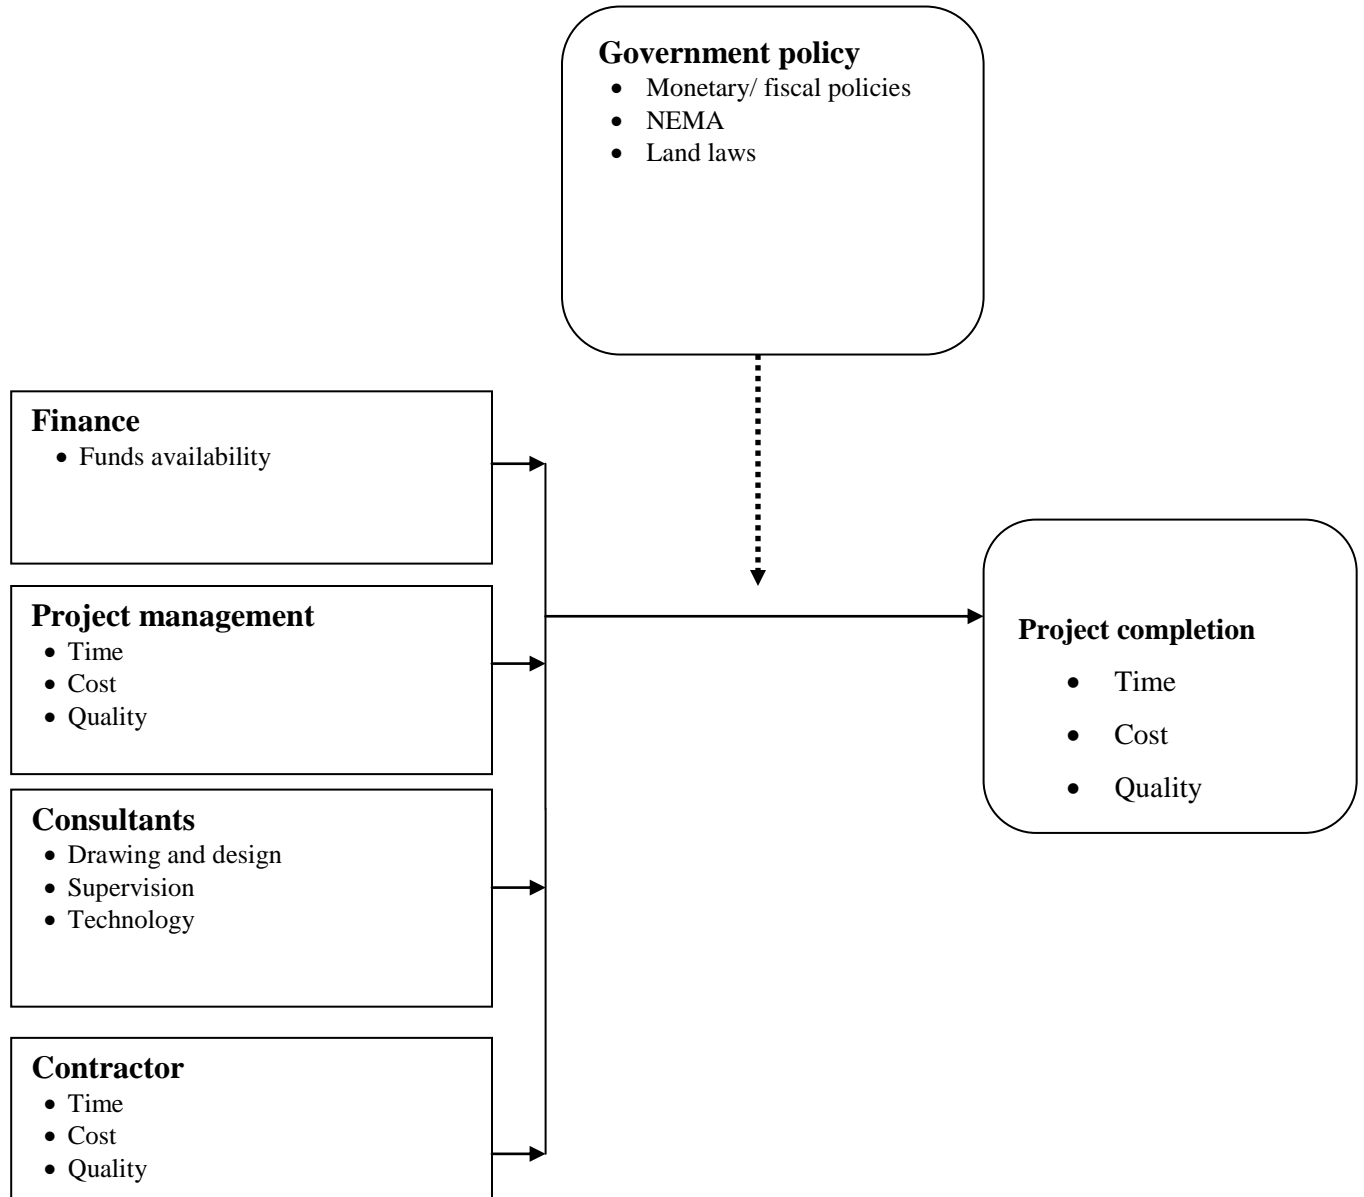 Government policy
• Monetary/ fiscal policies
• NEMA
• Land laws
Finance
• Funds availability
Project management
• Time
• Cost
• Quality
Consultants
• Drawing and design
• Supervision
• Technology
Contractor
• Time
• Cost
• Quality
Project completion
• Time
• Cost
• Quality